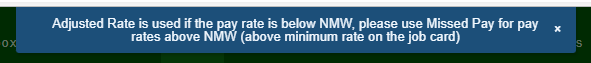 Adjusted Rate is used if the pay rate is below NMW, please use Missed Pay for pay
rates above NMW (above minimum rate on the job card)
×